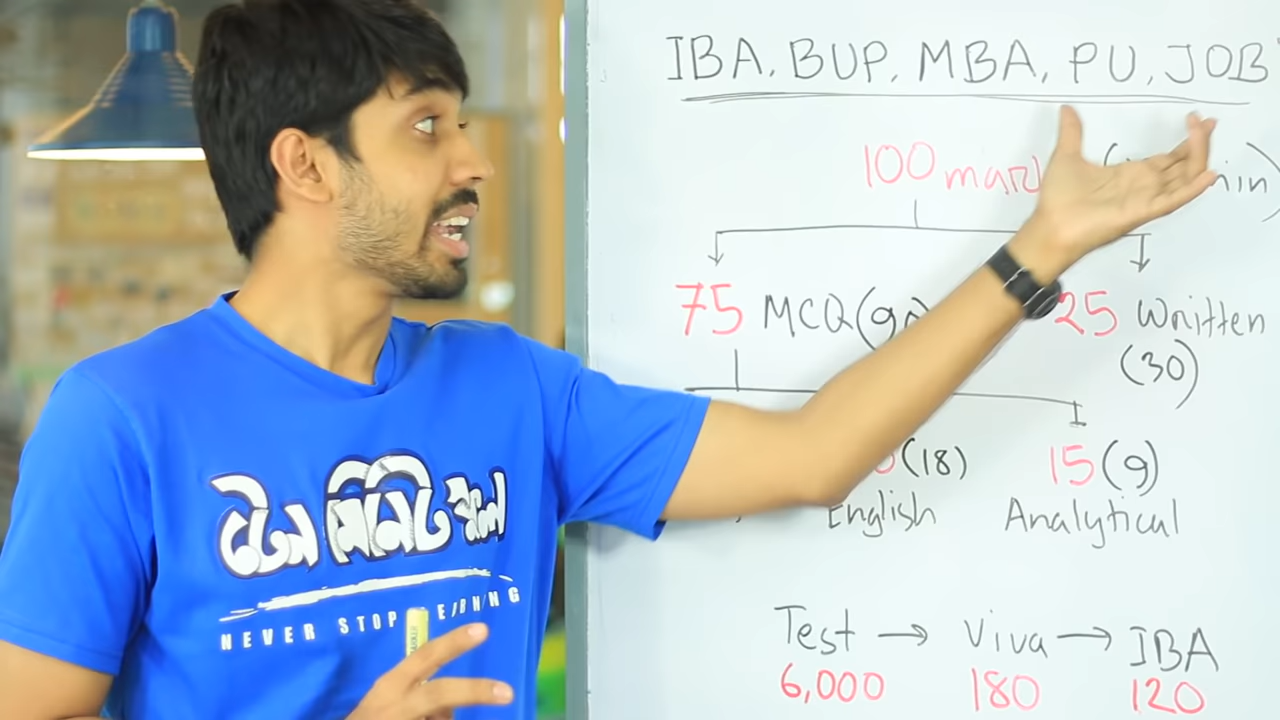 IBA, BUP, MBA, PU, JOB
100
75 MCQ 25 Written
(30)
(18) 15(9)
English Analytical
টেন মিনিট স্কুল
NEVER STOP LEARNING
Test → Viva → IBA
6,000 180 120